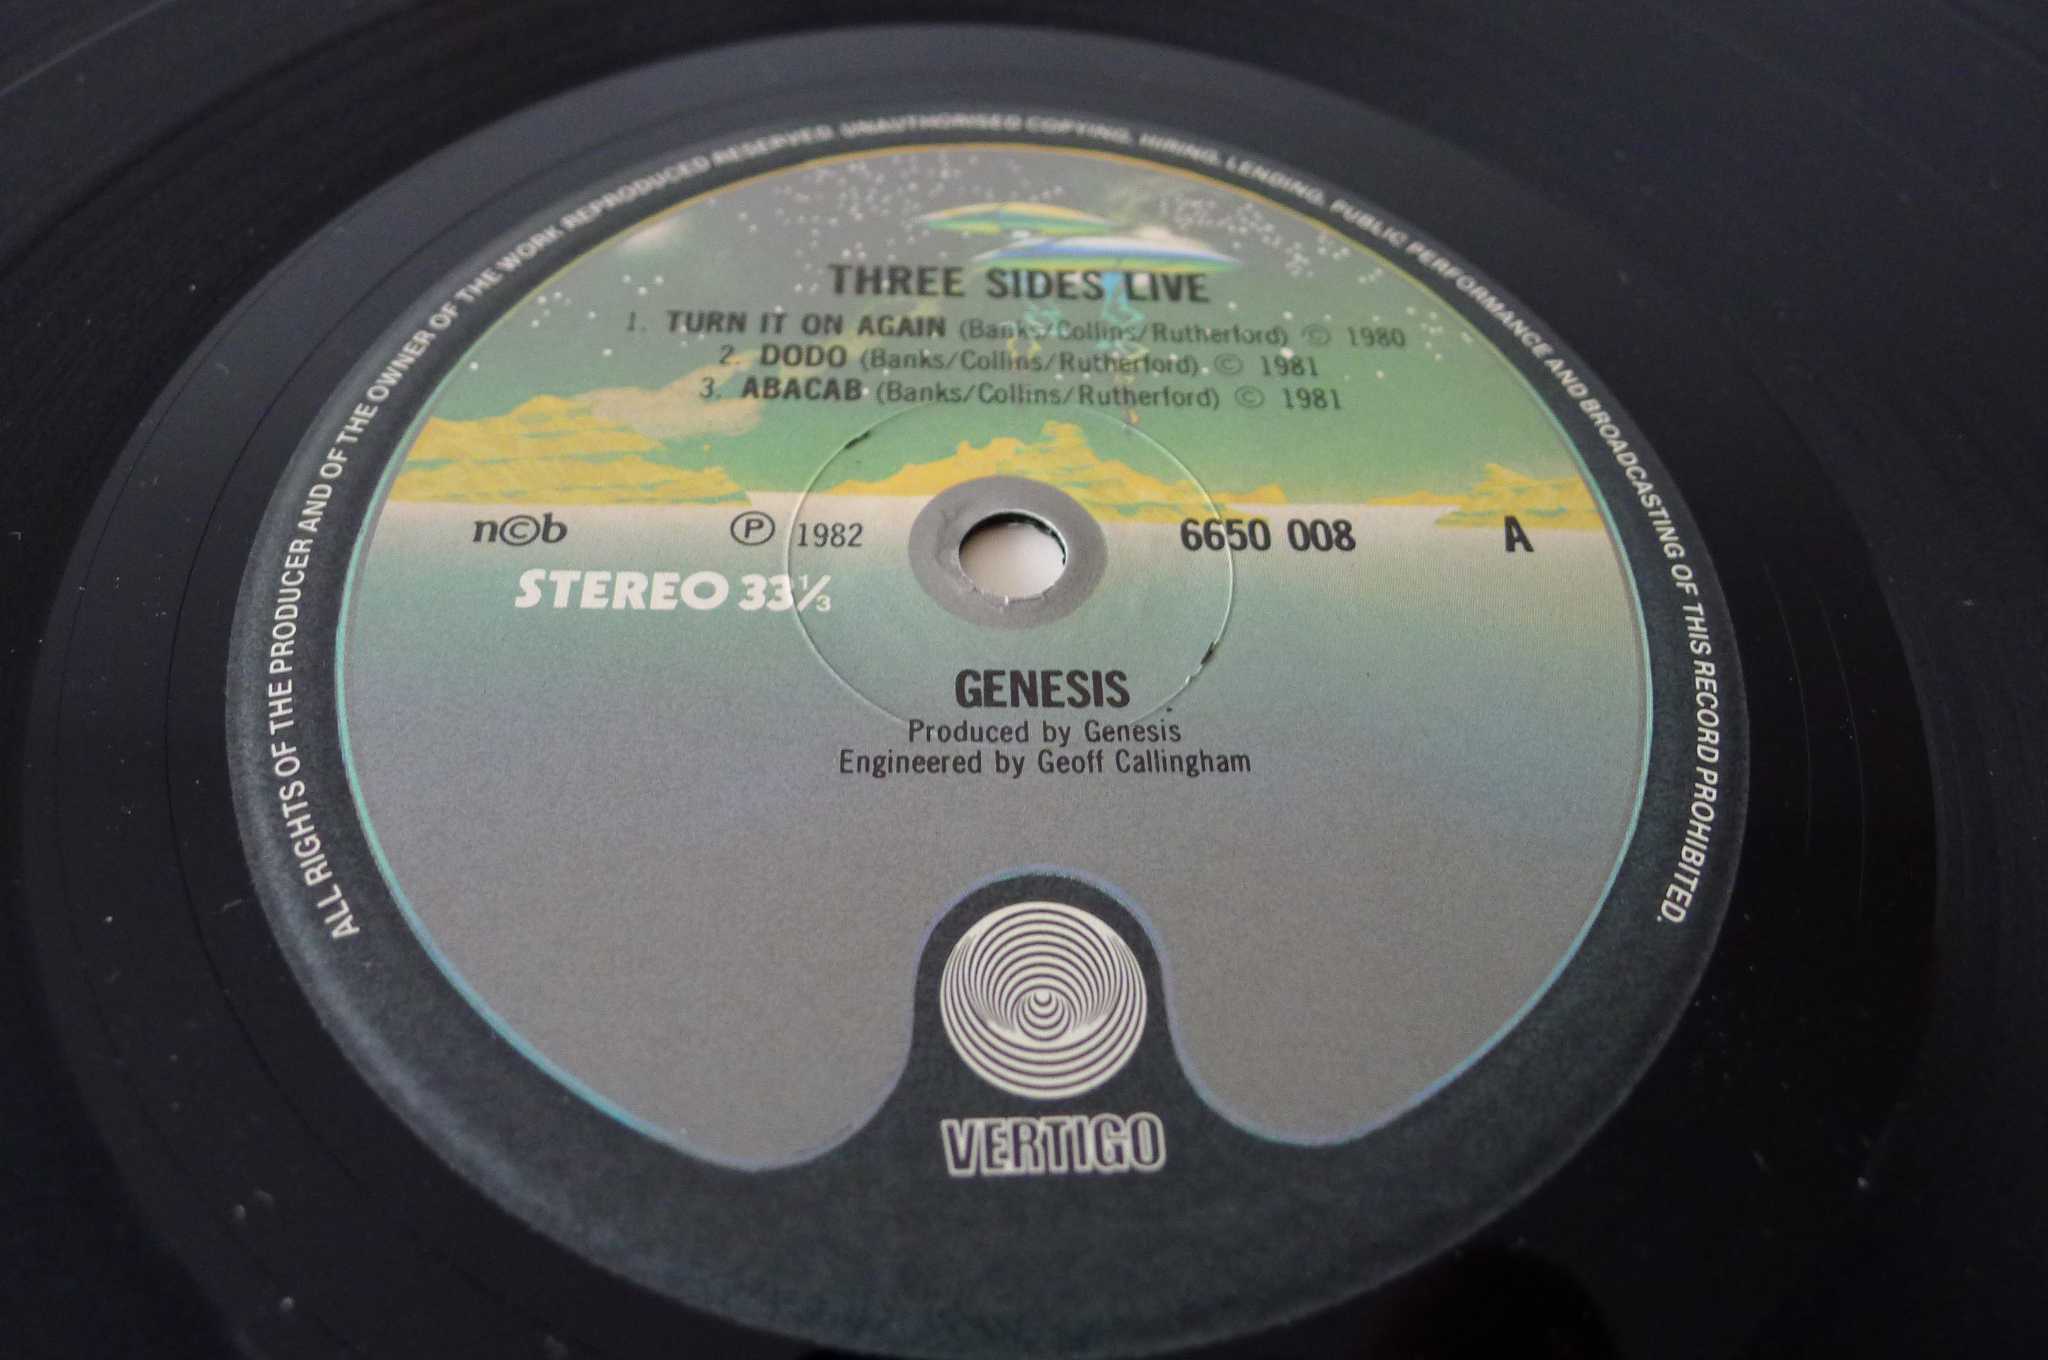 ALL RIGHTS OF THE PRODUCER AND OF THE OWNER OF THE WORK REPRODUCED RESERVED. UNAUTHORISED COPYING, HIRING, LENDING, PUBLIC PERFORMANCE AND BROADCASTING OF THIS RECORD PROHIBITED.
THREE SIDES LIVE
1. TURN IT ON AGAIN (Banks/Collins/Rutherford) © 1980
2. DODO (Banks/Collins/Rutherford) © 1981
3. ABACAB (Banks/Collins/Rutherford) © 1981
n©b ℗ 1982 6650 008 A
STEREO 33⅓
GENESIS
Produced by Genesis
Engineered by Geoff Callingham
VERTIGO